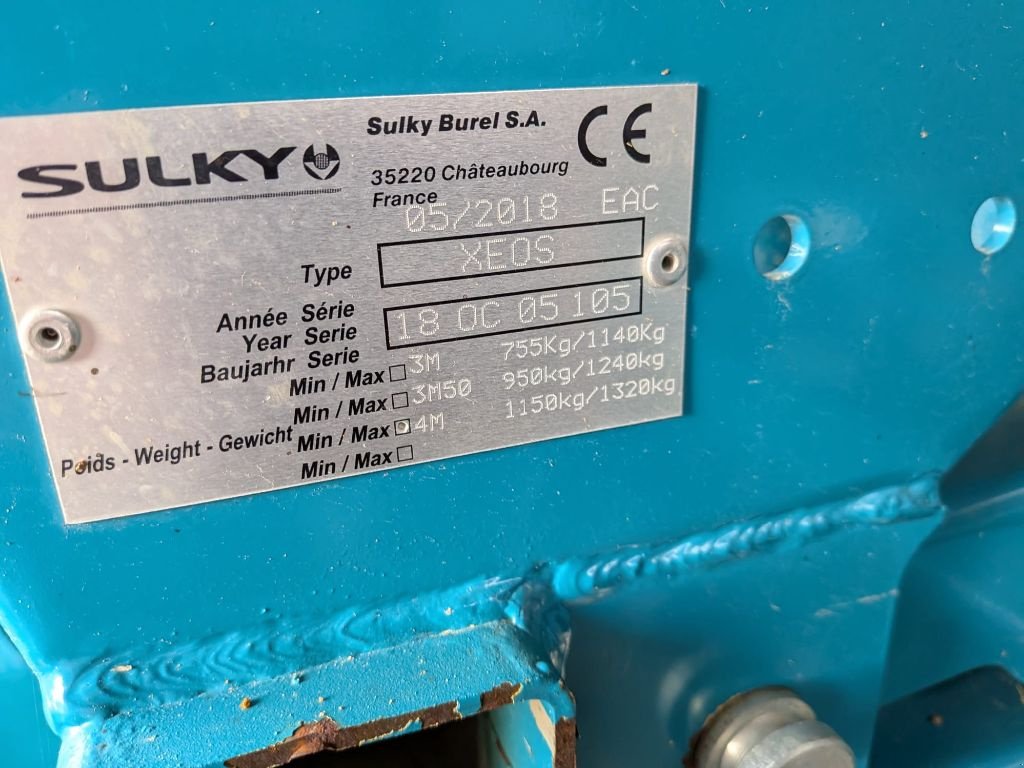 SULKY
Sulky Burel S.A.
35220 Châteaubourg
France
CE
05/2018 EAC
Type XEOS
Année Série
Year Serie
Baujarhr Serie
18 OC 05 105
Min / Max 3M 755Kg/1140Kg
Min / Max 3M50 950kg/1240kg
Poids - Weight - Gewicht Min / Max 4M 1150kg/1320kg
Min / Max